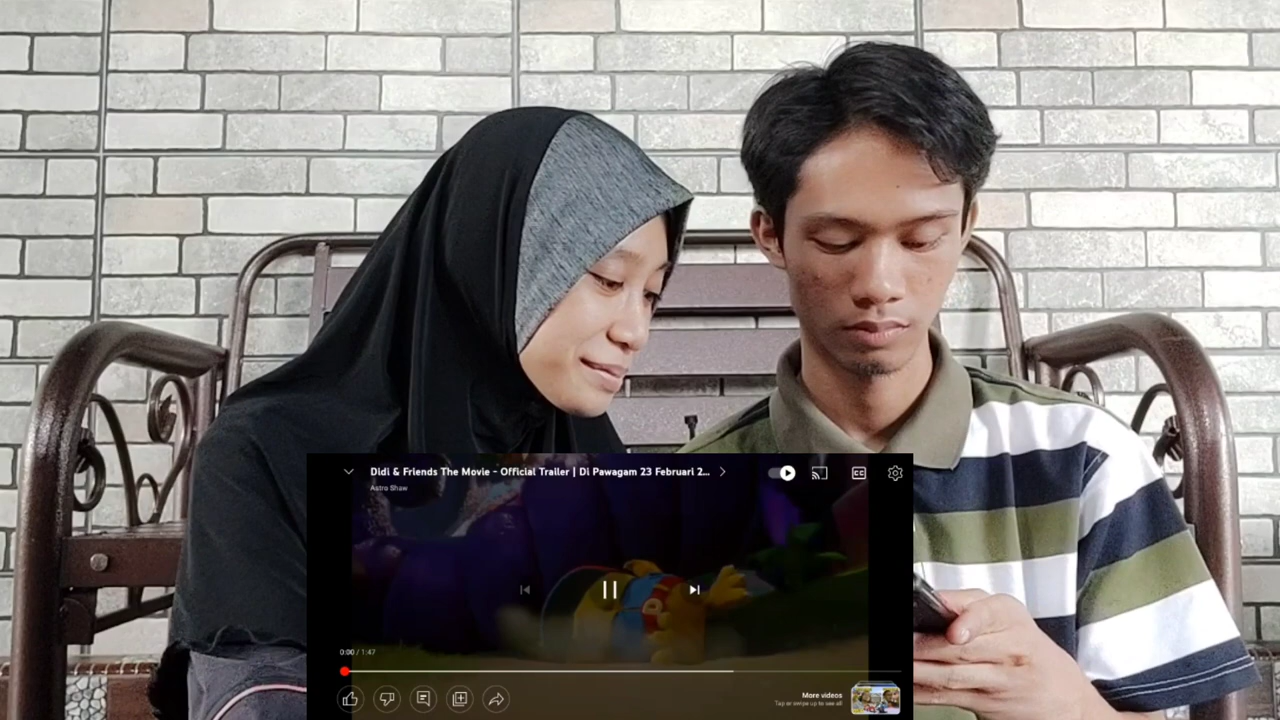 Didi & Friends The Movie - Official Trailer | Di Pawagam 23 Februari 2...
Astro Shaw
CC
0:00 / 1:47
More videos
Tap or swipe up to see all